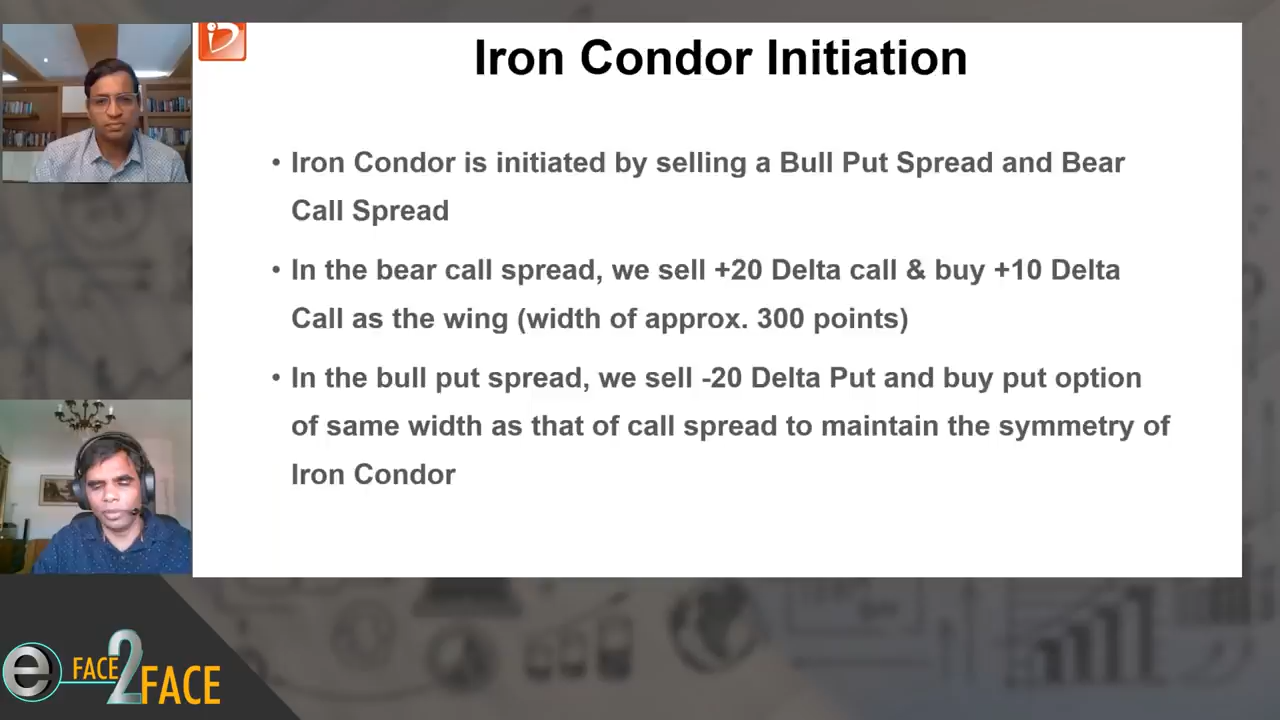 Iron Condor Initiation
• Iron Condor is initiated by selling a Bull Put Spread and Bear
Call Spread
• In the bear call spread, we sell +20 Delta call & buy +10 Delta
Call as the wing (width of approx. 300 points)
• In the bull put spread, we sell -20 Delta Put and buy put option
of same width as that of call spread to maintain the symmetry of
Iron Condor
e FACE 2 FACE